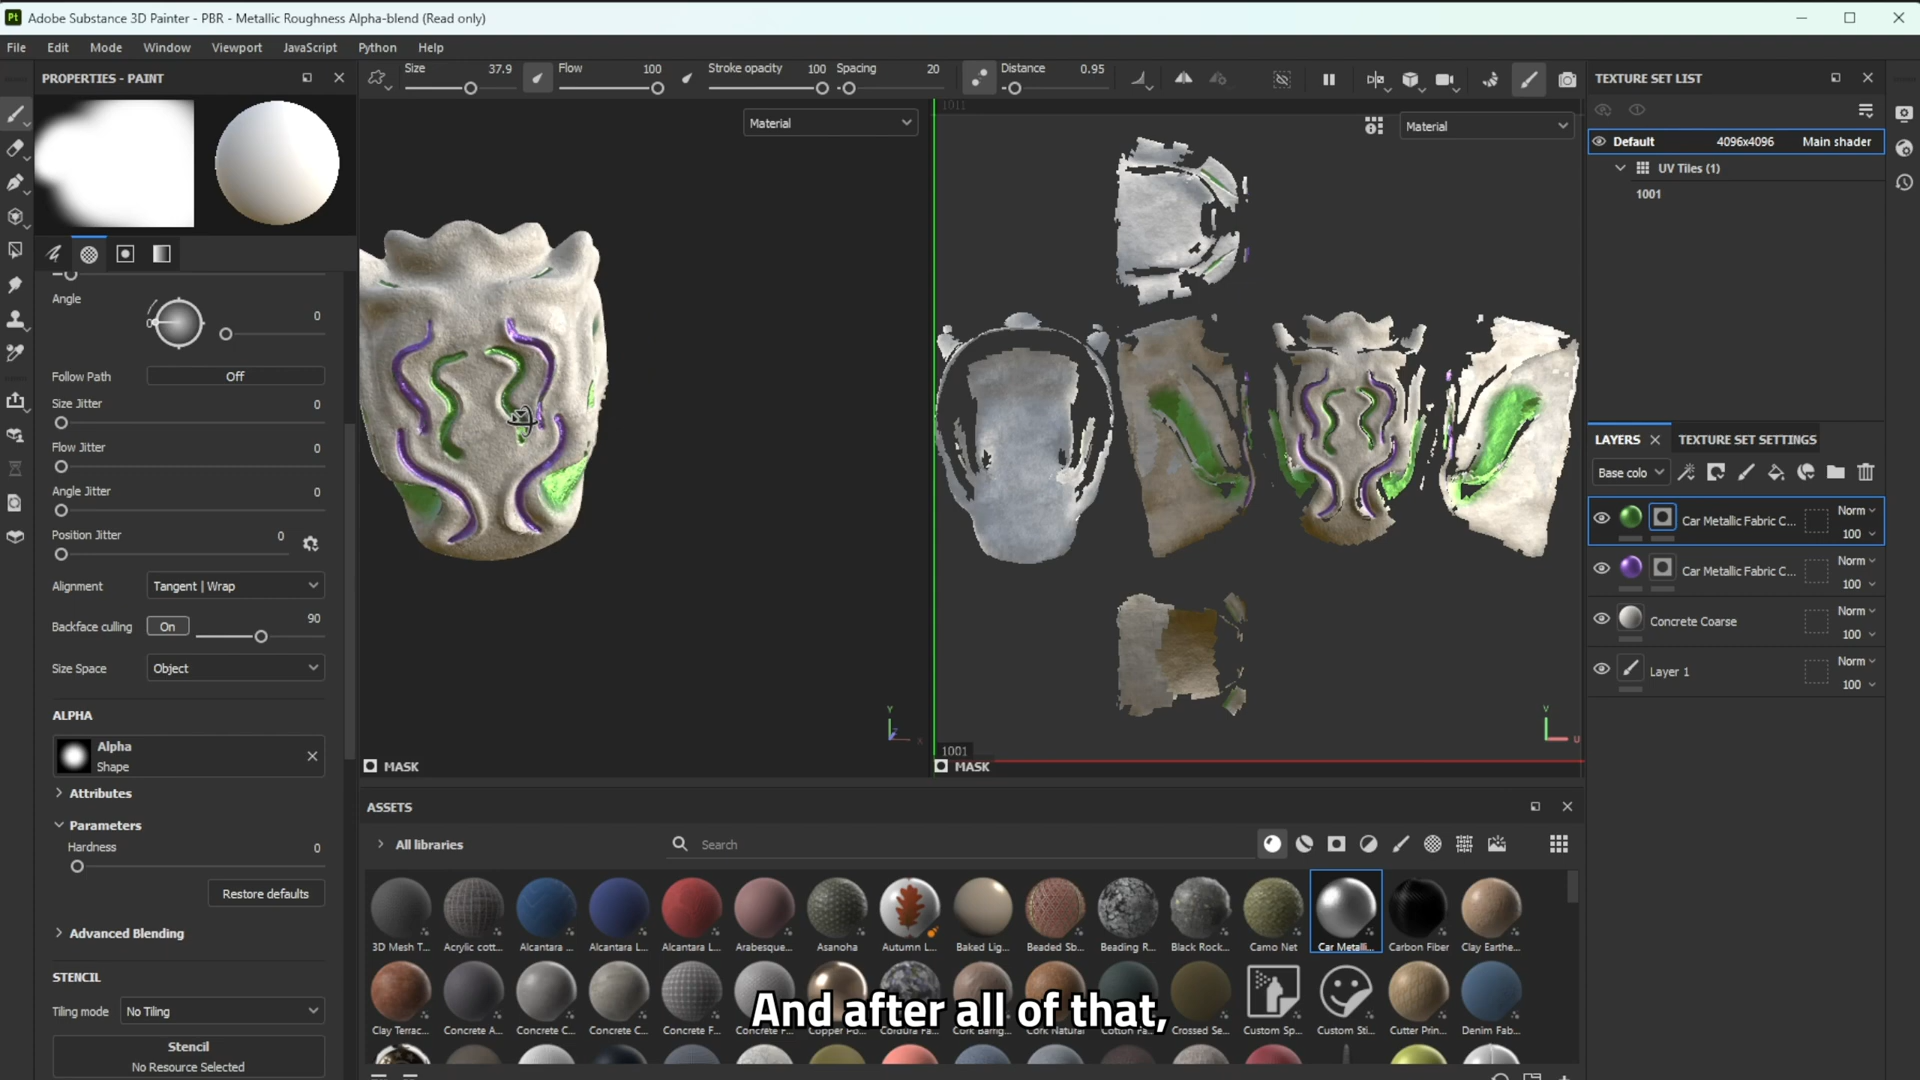 Pt Adobe Substance 3D Painter - PBR - Metallic Roughness Alpha-blend (Read only)
File Edit Mode Window Viewport JavaScript Python Help
PROPERTIES - PAINT
Size 37.9 Flow 100 Stroke opacity 100 Spacing 20 Distance 0.95
TEXTURE SET LIST
1011
Material
Material
Default 4096x4096 Main shader
UV Tiles (1)
1001
Angle 0
0
Follow Path Off
Size Jitter 0
Flow Jitter 0
Angle Jitter 0
Position Jitter 0
Alignment Tangent | Wrap
Backface culling On 90
Size Space Object
ALPHA
Alpha
Shape
Attributes
Parameters
Hardness 0
Restore defaults
Advanced Blending
STENCIL
Tiling mode No Tiling
Stencil
No Resource Selected
Y
V
U
1001
MASK
MASK
LAYERS TEXTURE SET SETTINGS
Base colo
Car Metallic Fabric C... Norm
100
Car Metallic Fabric C... Norm
100
Concrete Coarse Norm
100
Layer 1 Norm
100
ASSETS
All libraries Search
3D Mesh T... Acrylic cott... Alcantara ... Alcantara L... Alcantara L... Arabesque... Asanoha Autumn L... Baked Lig... Beaded Sb... Beading R... Black Rock... Camo Net Car Metalli... Carbon Fiber Clay Earthe...
Clay Terrac... Concrete A... Concrete C... Concrete C... Concrete F... Crossed Se... Custom Sp... Custom Sti... Cutter Prin... Denim Fab...
And after all of that,